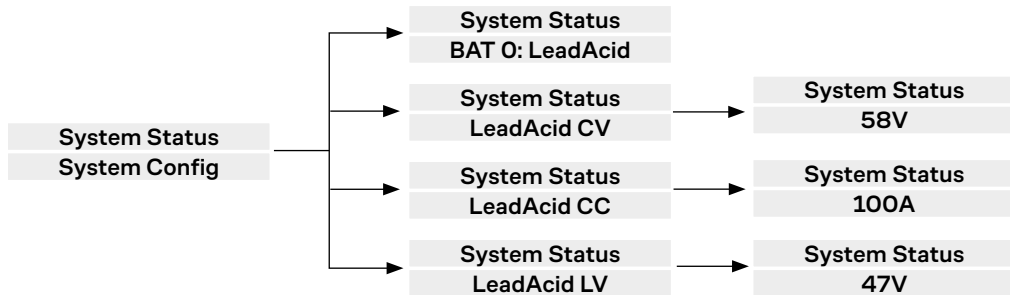 System Status
System Config
System Status
BAT 0: LeadAcid
System Status
LeadAcid CV
System Status
58V
System Status
LeadAcid CC
System Status
100A
System Status
LeadAcid LV
System Status
47V